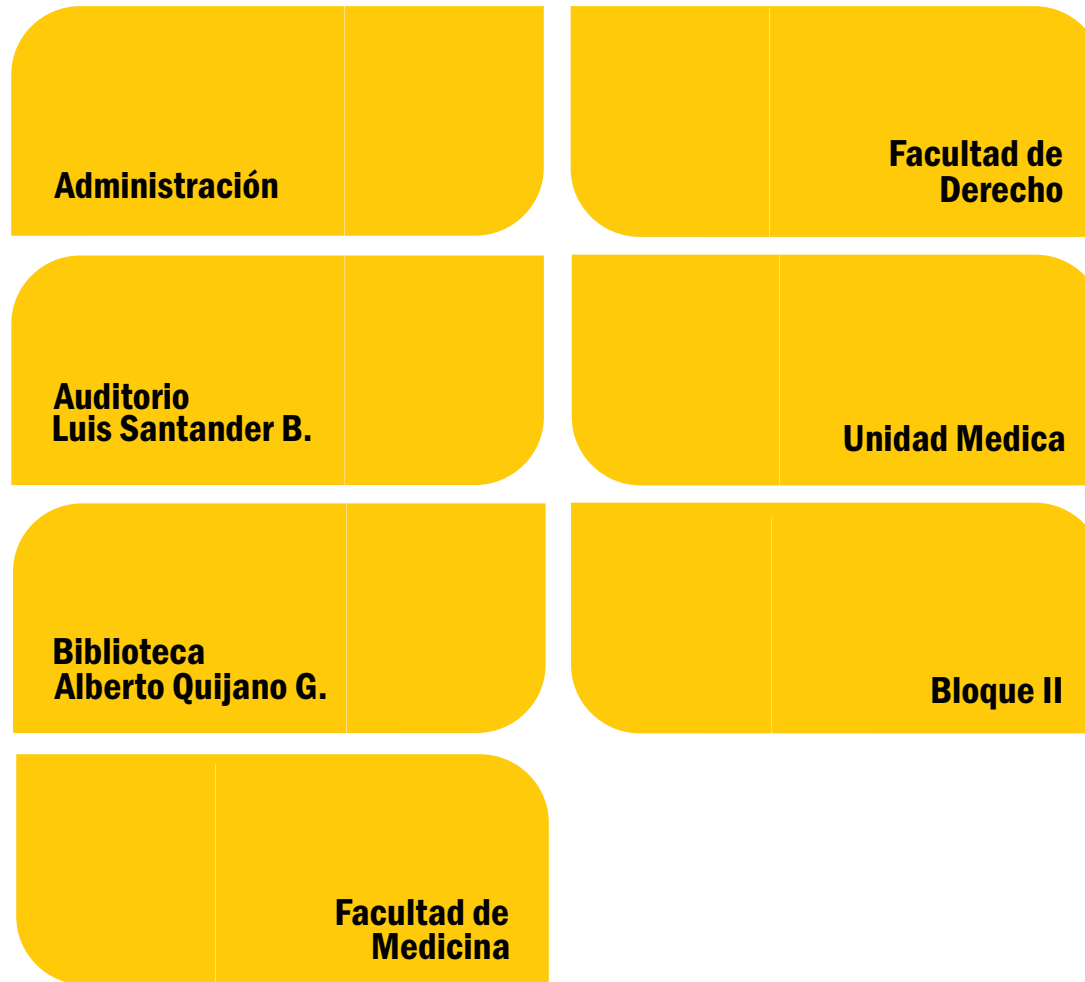 Administración
Facultad de
Derecho
Auditorio
Luis Santander B.
Unidad Medica
Biblioteca
Alberto Quijano G.
Bloque II
Facultad de
Medicina